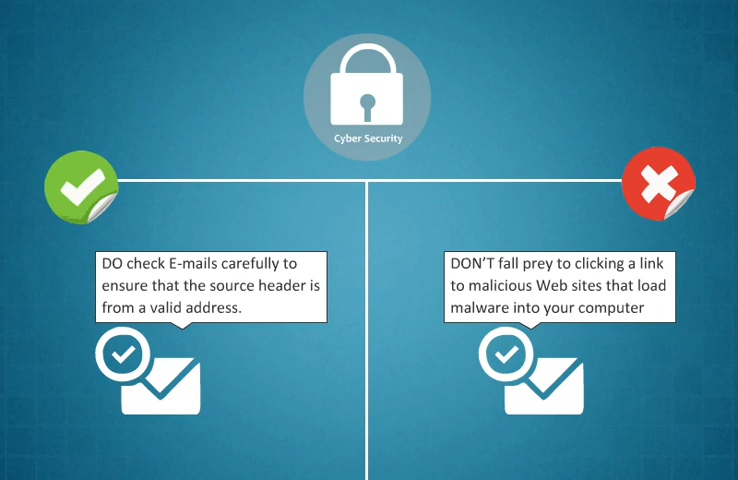 Cyber Security
DO check E-mails carefully to
ensure that the source header is
from a valid address.
DON'T fall prey to clicking a link
to malicious Web sites that load
malware into your computer